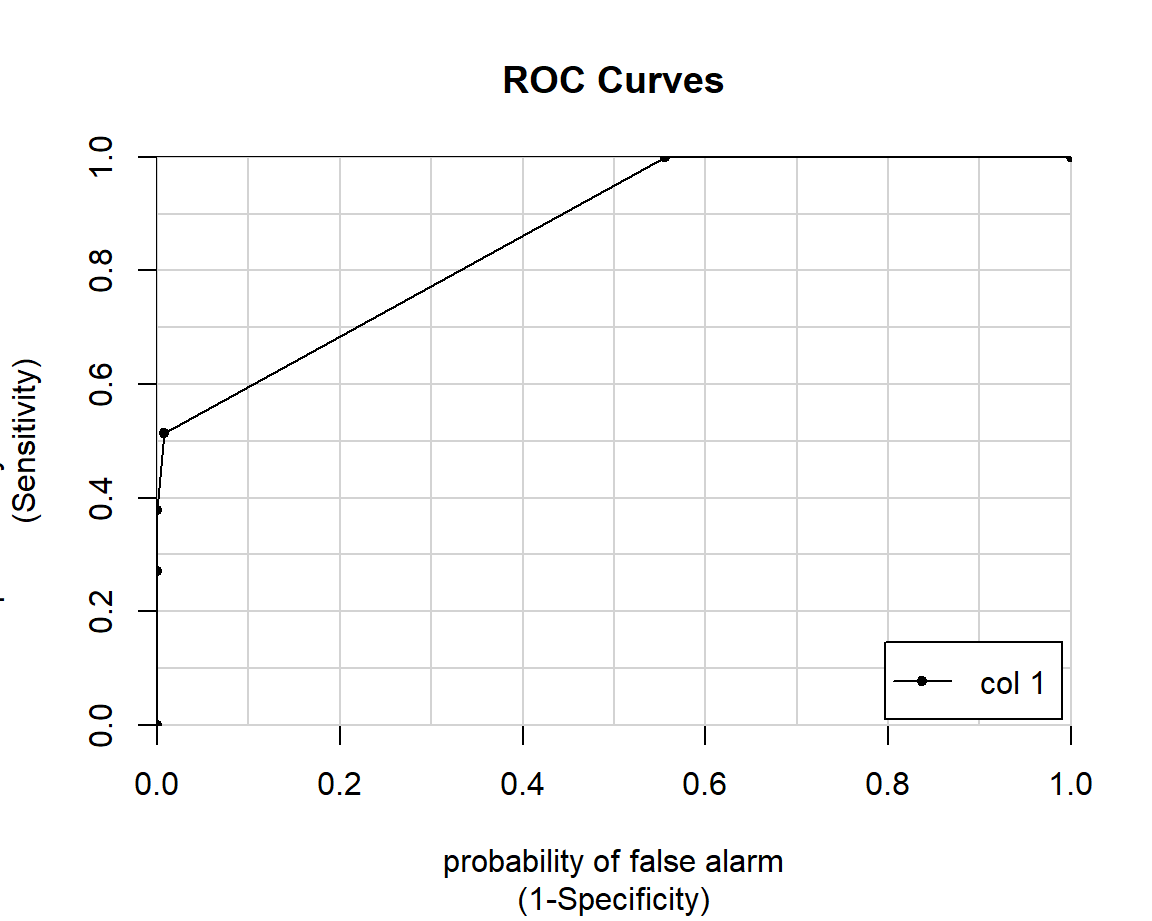 ROC Curves
(Sensitivity)
1.0
0.8
0.6
0.4
0.2
0.0
col 1
0.0 0.2 0.4 0.6 0.8 1.0
probability of false alarm
(1-Specificity)